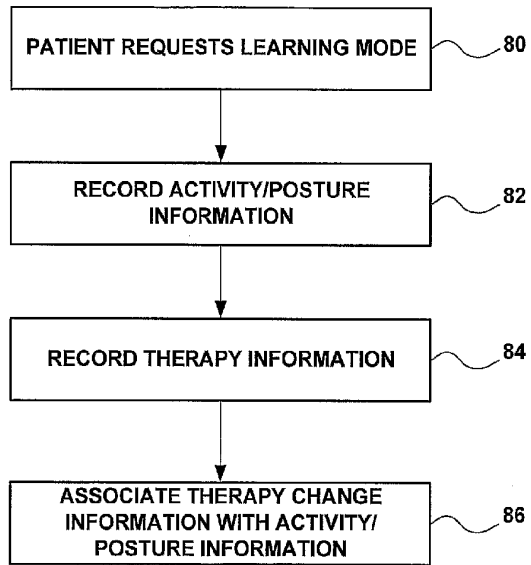 PATIENT REQUESTS LEARNING MODE
80
RECORD ACTIVITY/POSTURE
INFORMATION
82
RECORD THERAPY INFORMATION
84
ASSOCIATE THERAPY CHANGE
INFORMATION WITH ACTIVITY/
POSTURE INFORMATION
86